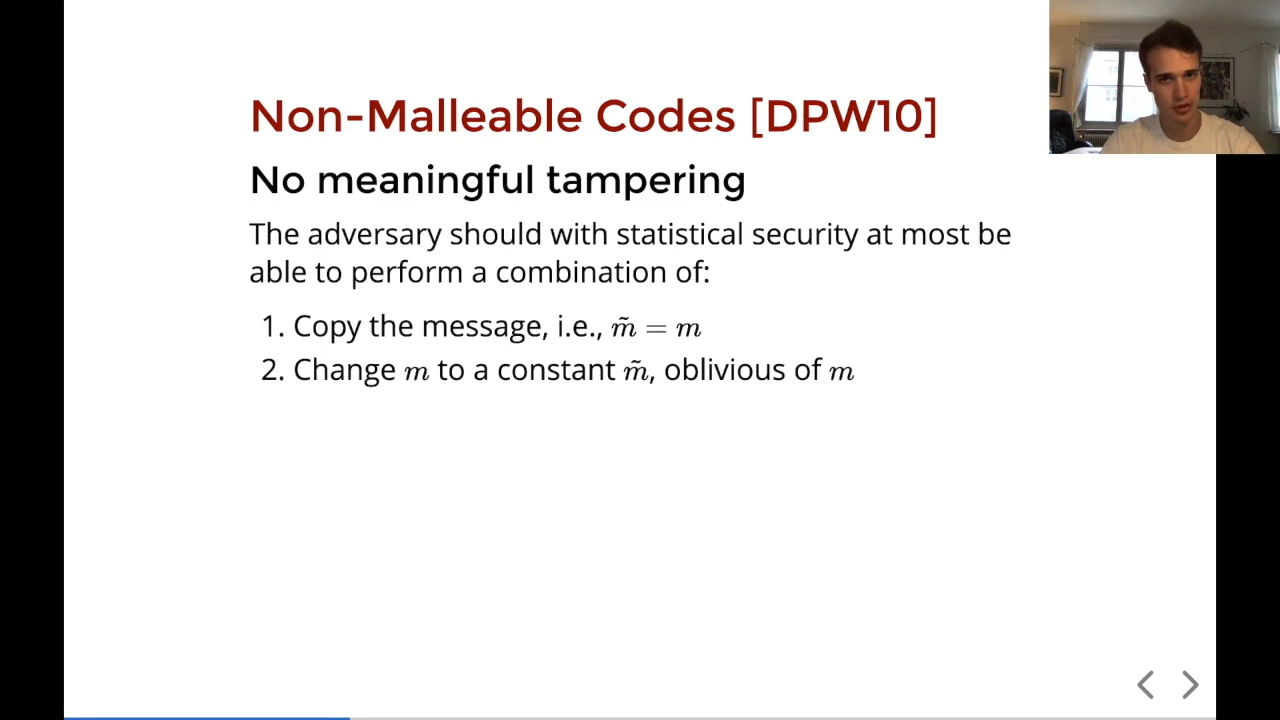 Non-Malleable Codes [DPW10]
No meaningful tampering
The adversary should with statistical security at most be
able to perform a combination of:
1. Copy the message, i.e., m̃ = m
2. Change m to a constant m̃, oblivious of m